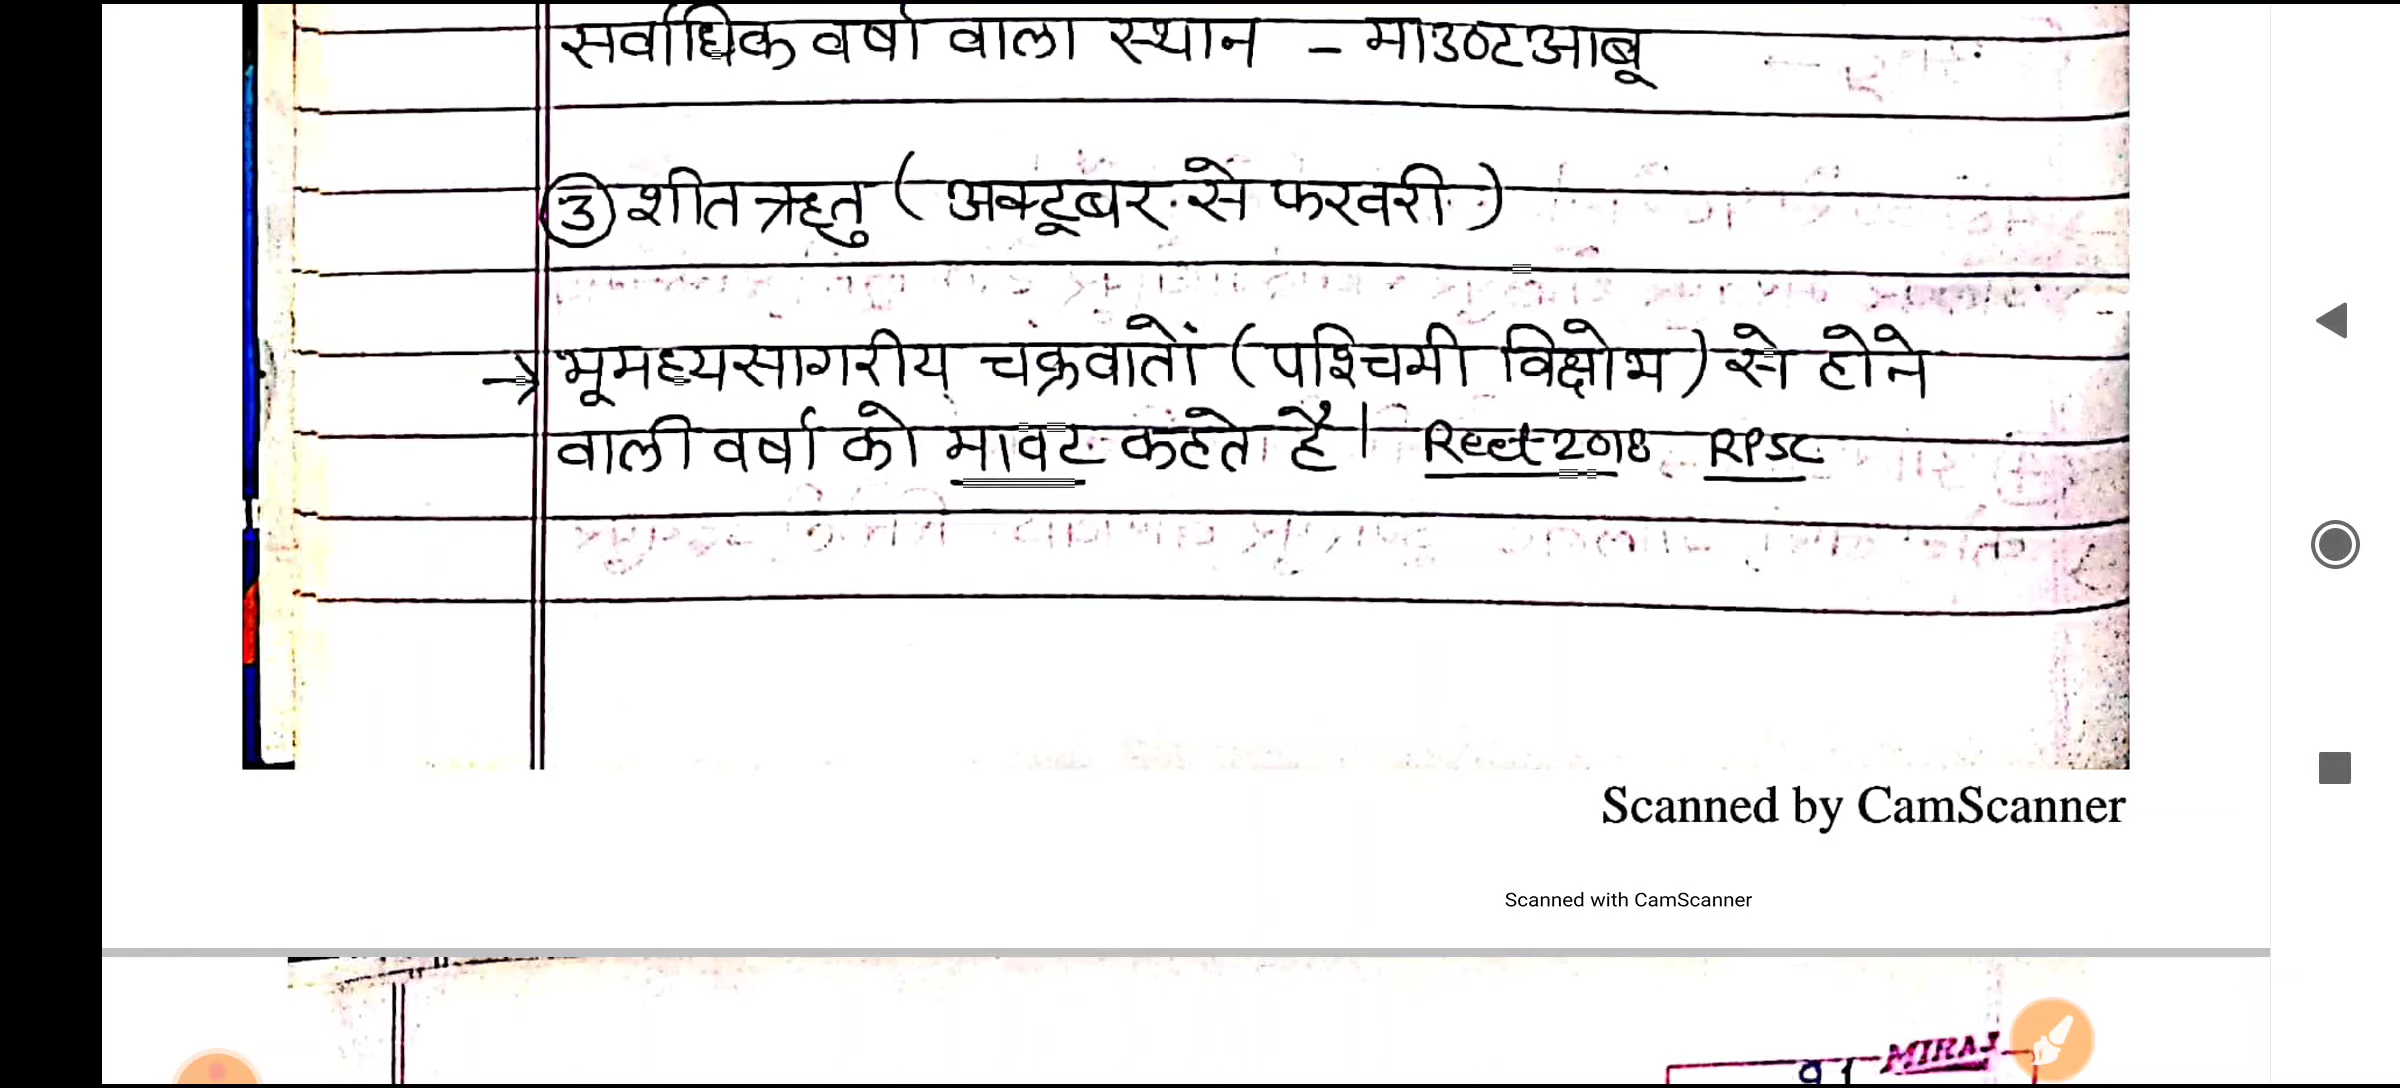 सर्वाधिक वर्षा वाला स्थान - माउण्टआबू
③ शीत ऋतु ( अक्टूबर से फरवरी )
→ भूमध्यसागरीय चक्रवातों (पश्चिमी विक्षोभ) से होने
वाली वर्षा को मावट कहते है। Reet 2018 RPSC
Scanned by CamScanner
Scanned with CamScanner
MIRAJ